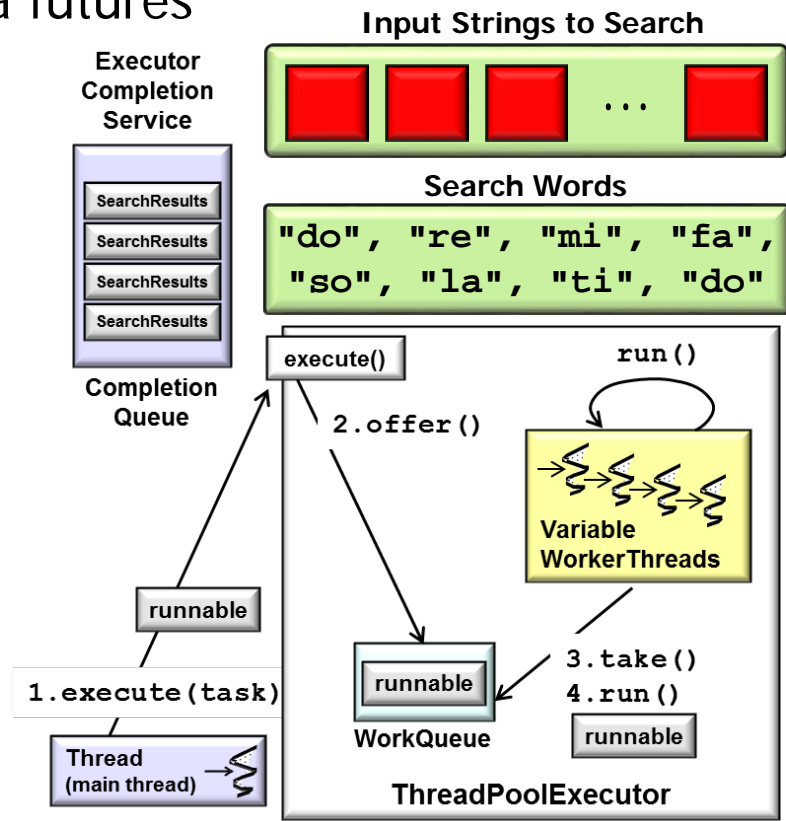 a futures
Input Strings to Search
...
Executor
Completion
Service
SearchResults
SearchResults
SearchResults
SearchResults
Completion
Queue
Search Words
"do", "re", "mi", "fa",
"so", "la", "ti", "do"
execute()
run()
2.offer()
Variable
WorkerThreads
runnable
1.execute(task)
Thread
(main thread)
runnable
WorkQueue
3.take()
4.run()
runnable
ThreadPoolExecutor